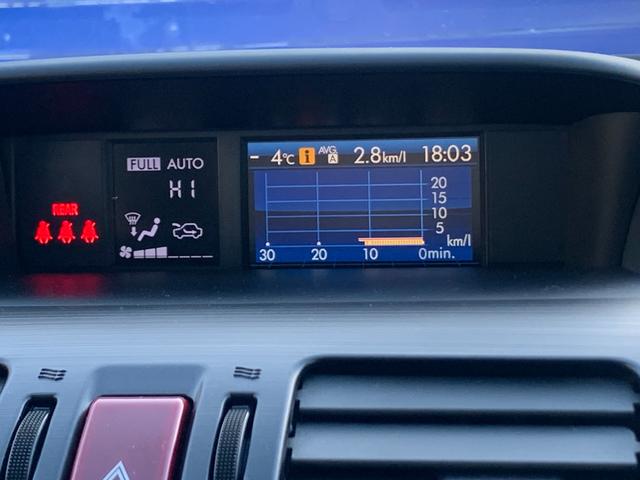 FULL AUTO
HI
REAR
- 4°C i AVG. A 2.8km/l 18:03
20
15
10
5
km/l
30 20 10 0min.